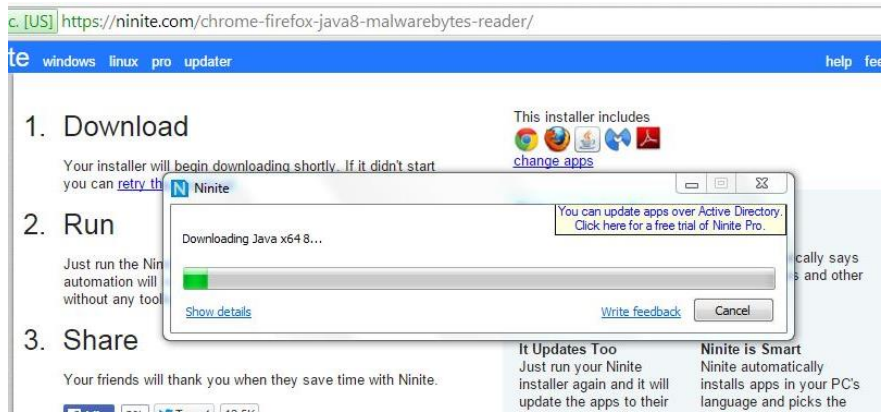 c. [US] https://ninite.com/chrome-firefox-java8-malwarebytes-reader/
te windows linux pro updater help fee
1. Download
Your installer will begin downloading shortly. If it didn't start
you can retry th
This installer includes
change apps
Ninite
You can update apps over Active Directory.
Click here for a free trial of Ninite Pro.
Downloading Java x64 8...
Show details
Write feedback
Cancel
2. Run
Just run the Nin
automation will
without any tool
cally says
s and other
3. Share
Your friends will thank you when they save time with Ninite.
It Updates Too
Just run your Ninite
installer again and it will
update the apps to their
Ninite is Smart
Ninite automatically
installs apps in your PC's
language and picks the